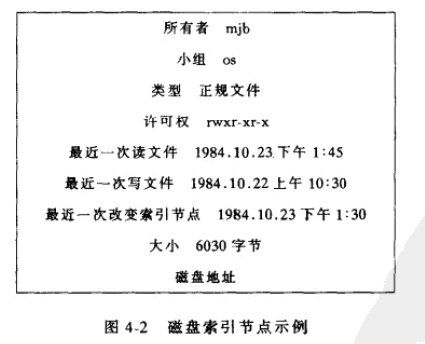 所有者 mjb
小组 os
类型 正规文件
许可权 rwxr-xr-x
最近一次读文件 1984.10.23.下午 1:45
最近一次写文件 1984.10.22 上午 10:30
最近一次改变索引节点 1984.10.23 下午 1:30
大小 6030 字节
磁盘地址
图 4-2 磁盘索引节点示例